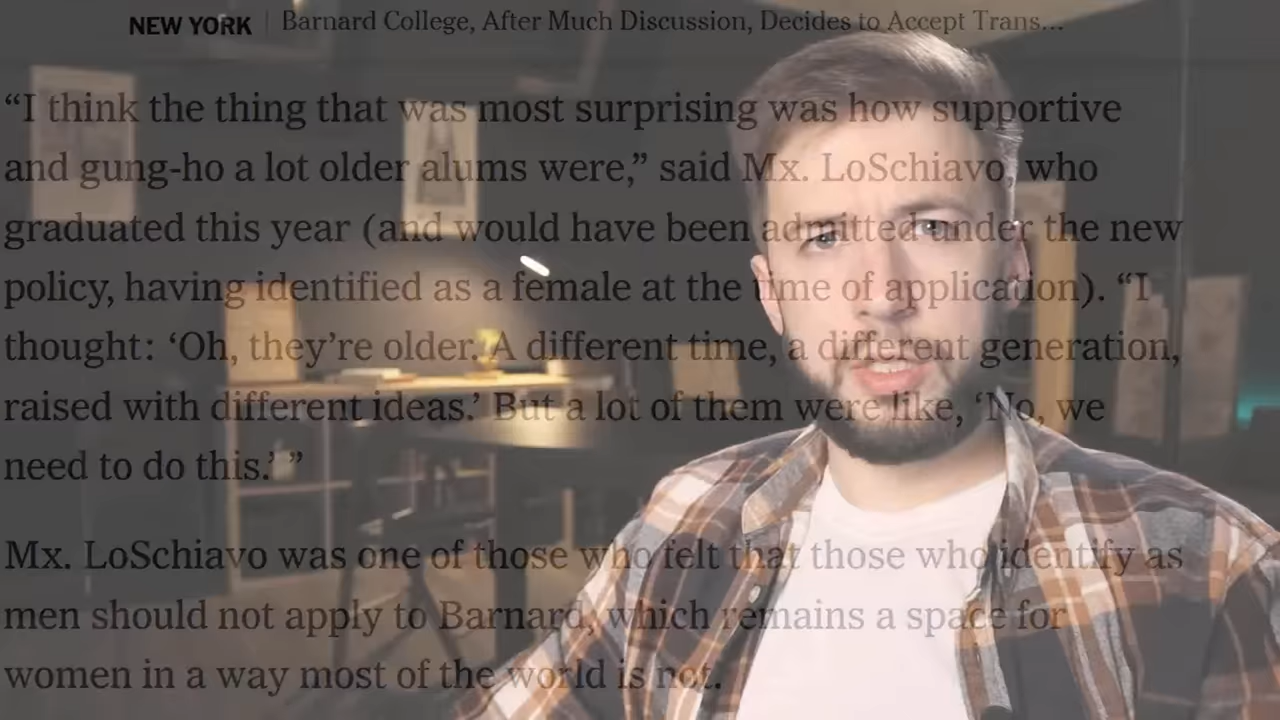 NEW YORK | Barnard College, After Much Discussion, Decides to Accept Trans...
“I think the thing that was most surprising was how supportive
and gung-ho a lot older alums were,” said Mx. LoSchiavo, who
graduated this year (and would have been admitted under the new
policy, having identified as a female at the time of application). “I
thought: ‘Oh, they’re older. A different time, a different generation,
raised with different ideas.’ But a lot of them were like, ‘No, we
need to do this.’ ”
Mx. LoSchiavo was one of those who felt that those who identify as
men should not apply to Barnard, which remains a space for
women in a way most of the world is not.